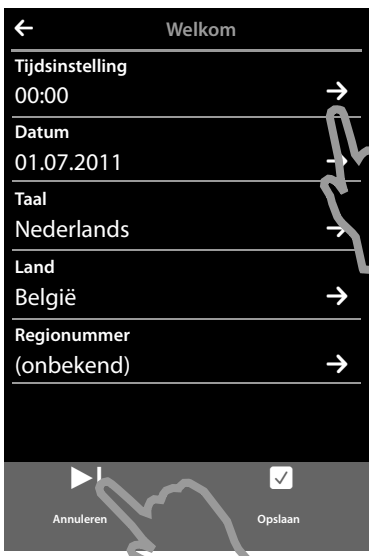 Welkom
Tijdsinstelling
00:00
Datum
01.07.2011
Taal
Nederlands
Land
België
Regionummer
(onbekend)
Annuleren Opslaan